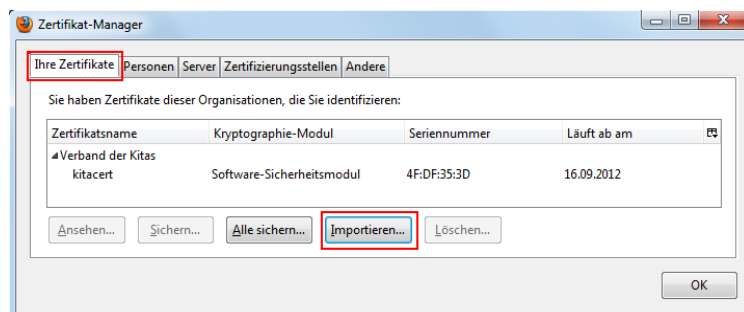 Zertifikat-Manager
Ihre Zertifikate Personen Server Zertifizierungsstellen Andere
Sie haben Zertifikate dieser Organisationen, die Sie identifizieren:
Zertifikatsname Kryptographie-Modul Seriennummer Läuft ab am
Verband der Kitas
kitacert Software-Sicherheitsmodul 4F:DF:35:3D 16.09.2012
Ansehen... Sichern... Alle sichern... Importieren... Löschen...
OK